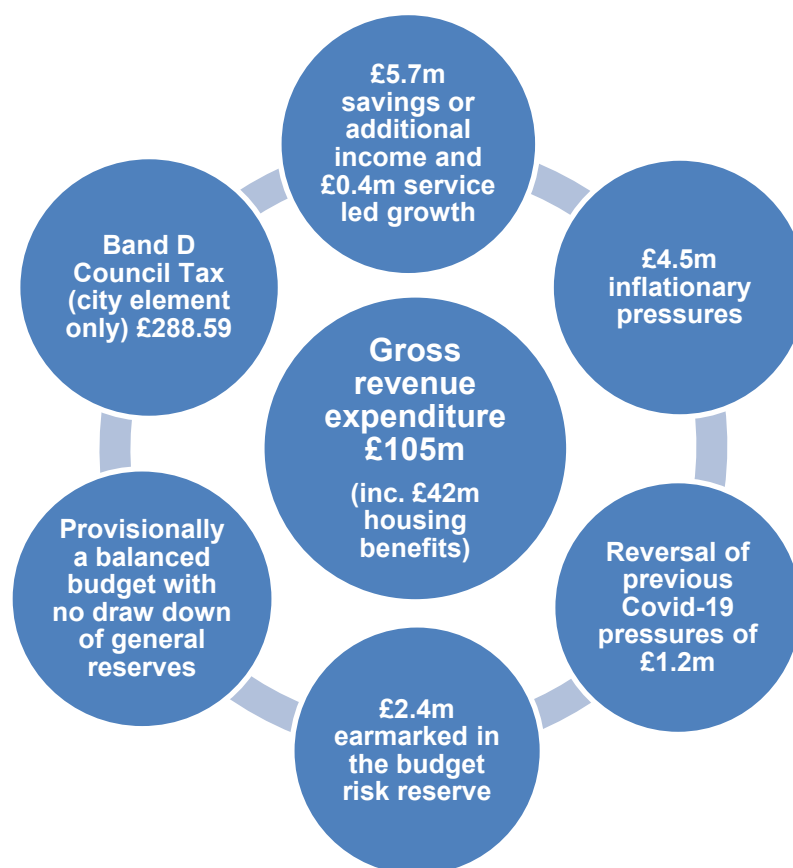 £5.7m
savings or
additional
income and
£0.4m service
led growth
£4.5m
inflationary
pressures
Reversal of
previous
Covid-19
pressures of
£1.2m
£2.4m
earmarked in
the budget
risk reserve
Provisionally
a balanced
budget with
no draw down
of general
reserves
Band D
Council Tax
(city element
only) £288.59
Gross
revenue
expenditure
£105m
(inc. £42m
housing
benefits)